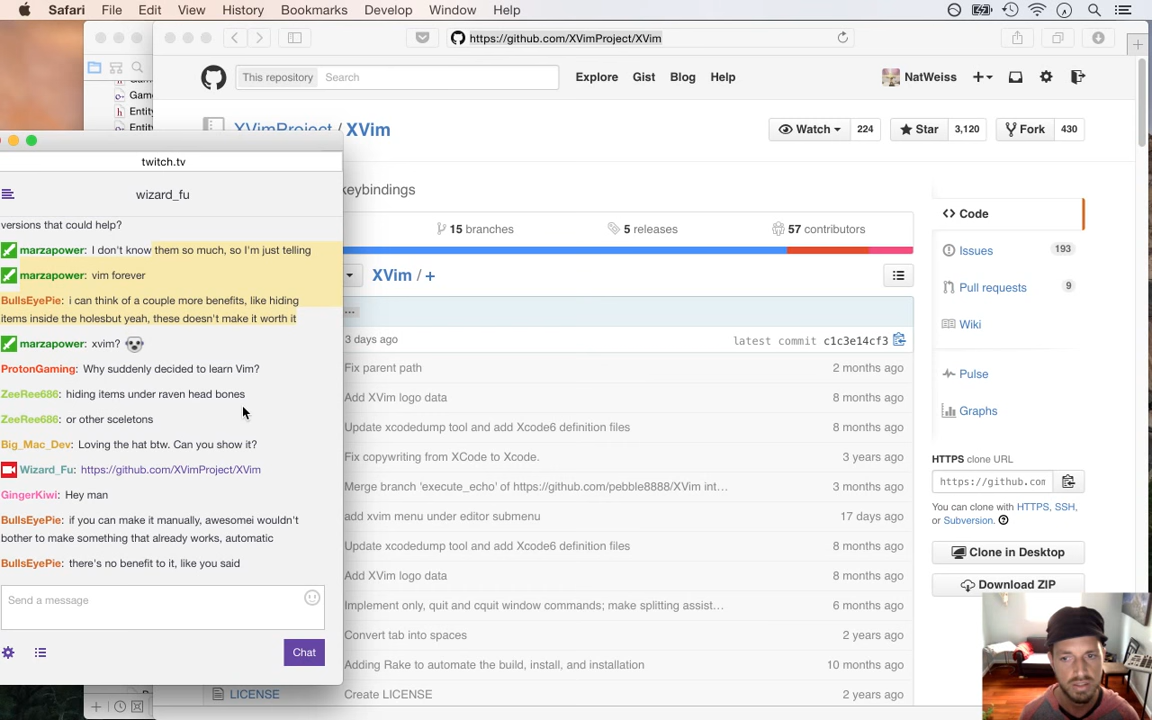 Safari File Edit View History Bookmarks Develop Window Help
https://github.com/XVimProject/XVim
This repository Search Explore Gist Blog Help NatWeiss
XVimProject / XVim Watch 224 Star 3,120 Fork 430
keybindings
15 branches 5 releases 57 contributors
XVim / +
3 days ago latest commit c1c3e14cf3
Fix parent path 2 months ago
Add XVim logo data 8 months ago
Update xcodedump tool and add Xcode6 definition files 8 months ago
Fix copywriting from XCode to Xcode. 3 years ago
Merge branch 'execute_echo' of https://github.com/pebble8888/XVim int... 3 months ago
add xvim menu under editor submenu 17 days ago
Update xcodedump tool and add Xcode6 definition files 8 months ago
Add XVim logo data 8 months ago
Implement only, quit and cquit window commands; make splitting assist... 6 months ago
Convert tab into spaces 2 years ago
Adding Rake to automate the build, install, and installation 10 months ago
LICENSE Create LICENSE 2 years ago
Code
Issues 193
Pull requests 9
Wiki
Pulse
Graphs
HTTPS clone URL
https://github.com
You can clone with HTTPS, SSH,
or Subversion.
Clone in Desktop
Download ZIP
Game
Entity
twitch.tv
wizard_fu
versions that could help?
marzapower: I don't know them so much, so I'm just telling
marzapower: vim forever
BullsEyePie: i can think of a couple more benefits, like hiding
items inside the holesbut yeah, these doesn't make it worth it
marzapower: xvim?
ProtonGaming: Why suddenly decided to learn Vim?
ZeeRee686: hiding items under raven head bones
ZeeRee686: or other sceletons
Big_Mac_Dev: Loving the hat btw. Can you show it?
Wizard_Fu: https://github.com/XVimProject/XVim
GingerKiwi: Hey man
BullsEyePie: if you can make it manually, awesomei wouldn't
bother to make something that already works, automatic
BullsEyePie: there's no benefit to it, like you said
Send a message
Chat